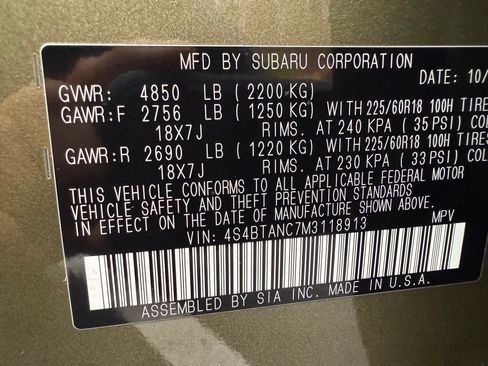 MFD BY SUBARU CORPORATION
DATE: 10/
GVWR: 4850 LB ( 2200 KG)
GAWR:F 2756 LB ( 1250 KG) WITH 225/60R18 100H TIRES
18X7J RIMS. AT 240 KPA ( 35 PSI) COL
GAWR:R 2690 LB ( 1220 KG) WITH 225/60R18 100H TIRES
18X7J RIMS. AT 230 KPA ( 33 PSI) COL
THIS VEHICLE CONFORMS TO ALL APPLICABLE FEDERAL MOTOR
VEHICLE SAFETY AND THEFT PREVENTION STANDARDS
IN EFFECT ON THE DATE OF MANUFACTURE SHOWN ABOVE.
VIN: 4S4BTANC7M3118913 MPV
ASSEMBLED BY SIA INC. MADE IN U.S.A.